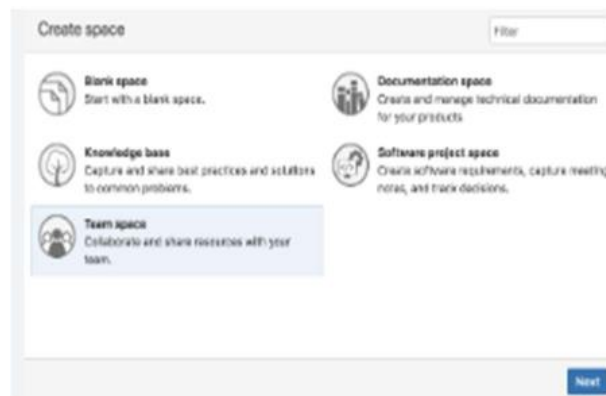 Create space
Filter
Blank space
Start with a blank space.
Documentation space
Create and manage technical documentation
for your products
Knowledge base
Capture and share best practices and solutions
to common problems.
Software project space
Create software requirements, capture meeting
notes, and track decisions.
Team space
Collaborate and share resources with your
team.
Next